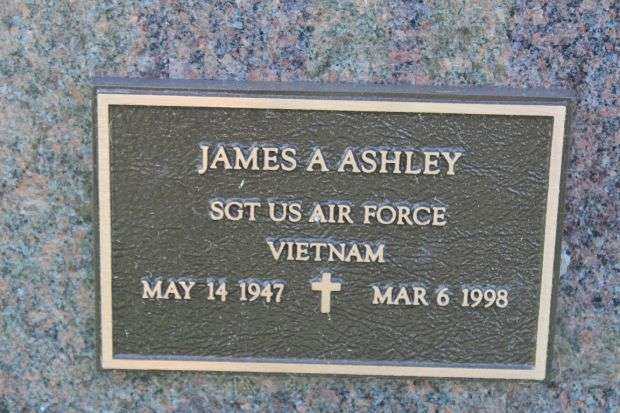 JAMES A ASHLEY
SGT US AIR FORCE
VIETNAM
MAY 14 1947 MAR 6 1998